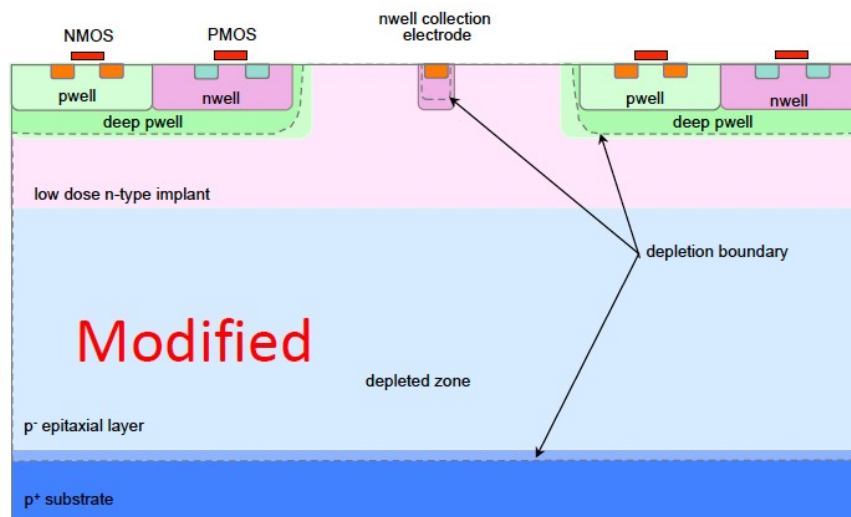 NMOS
PMOS
nwell collection
electrode
pwell
nwell
pwell
nwell
deep pwell
deep pwell
low dose n-type implant
depletion boundary
Modified
depleted zone
p⁻ epitaxial layer
p⁺ substrate